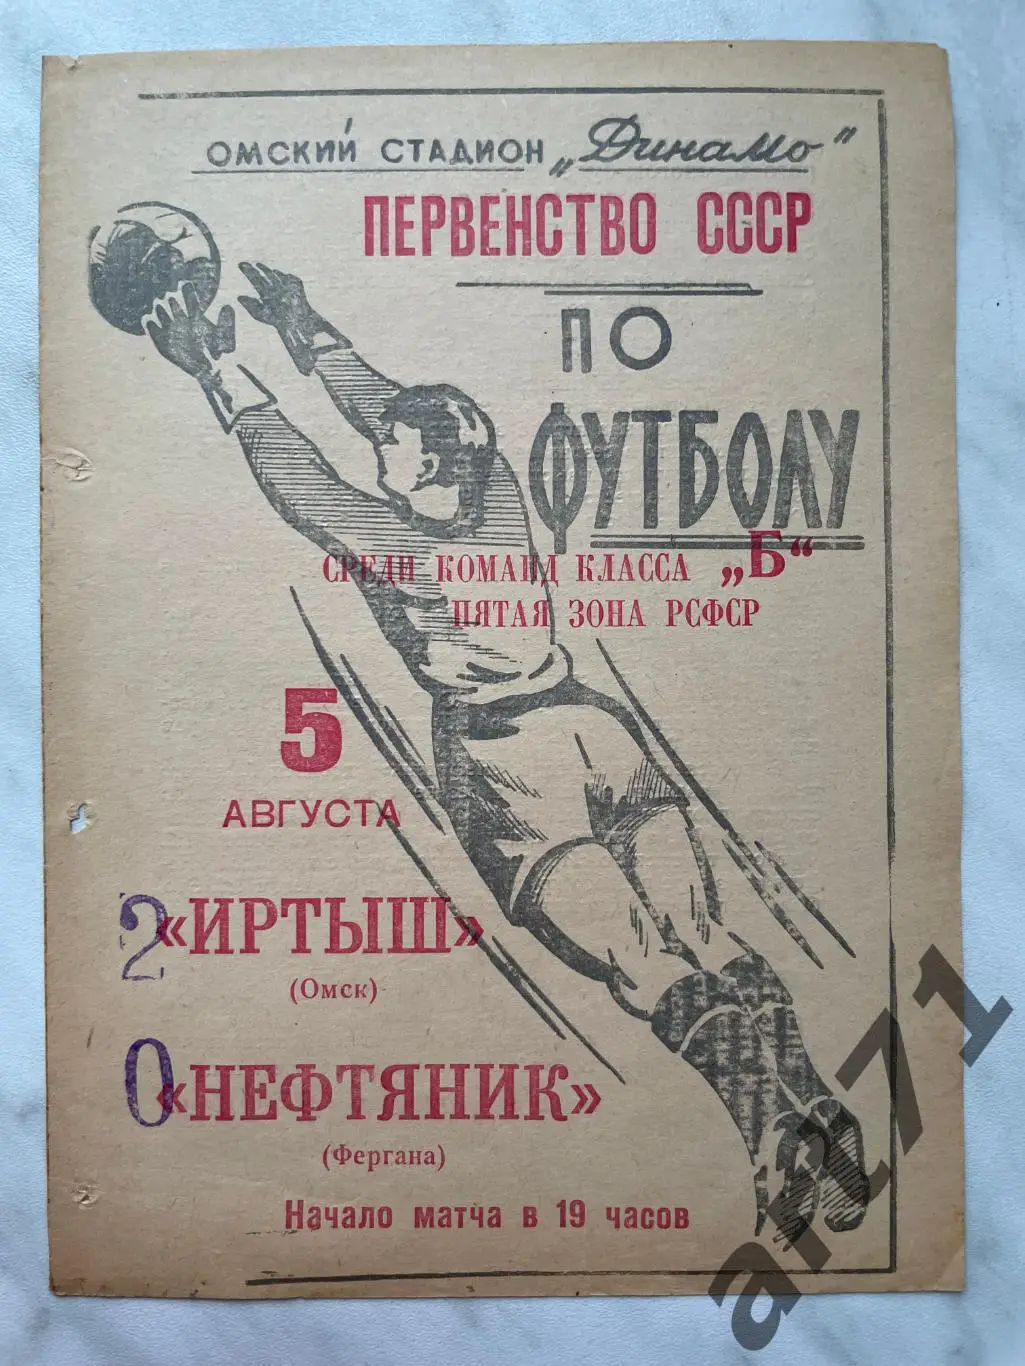 ОМСКИЙ СТАДИОН „Динамо"
ПЕРВЕНСТВО СССР
ПО
ФУТБОЛУ
СРЕДИ КОМАНД КЛАССА „Б“
ПЯТАЯ ЗОНА РСФСР
5
АВГУСТА
2 «ИРТЫШ»
(Омск)
0 «НЕФТЯНИК»
(Фергана)
Начало матча в 19 часов
art71